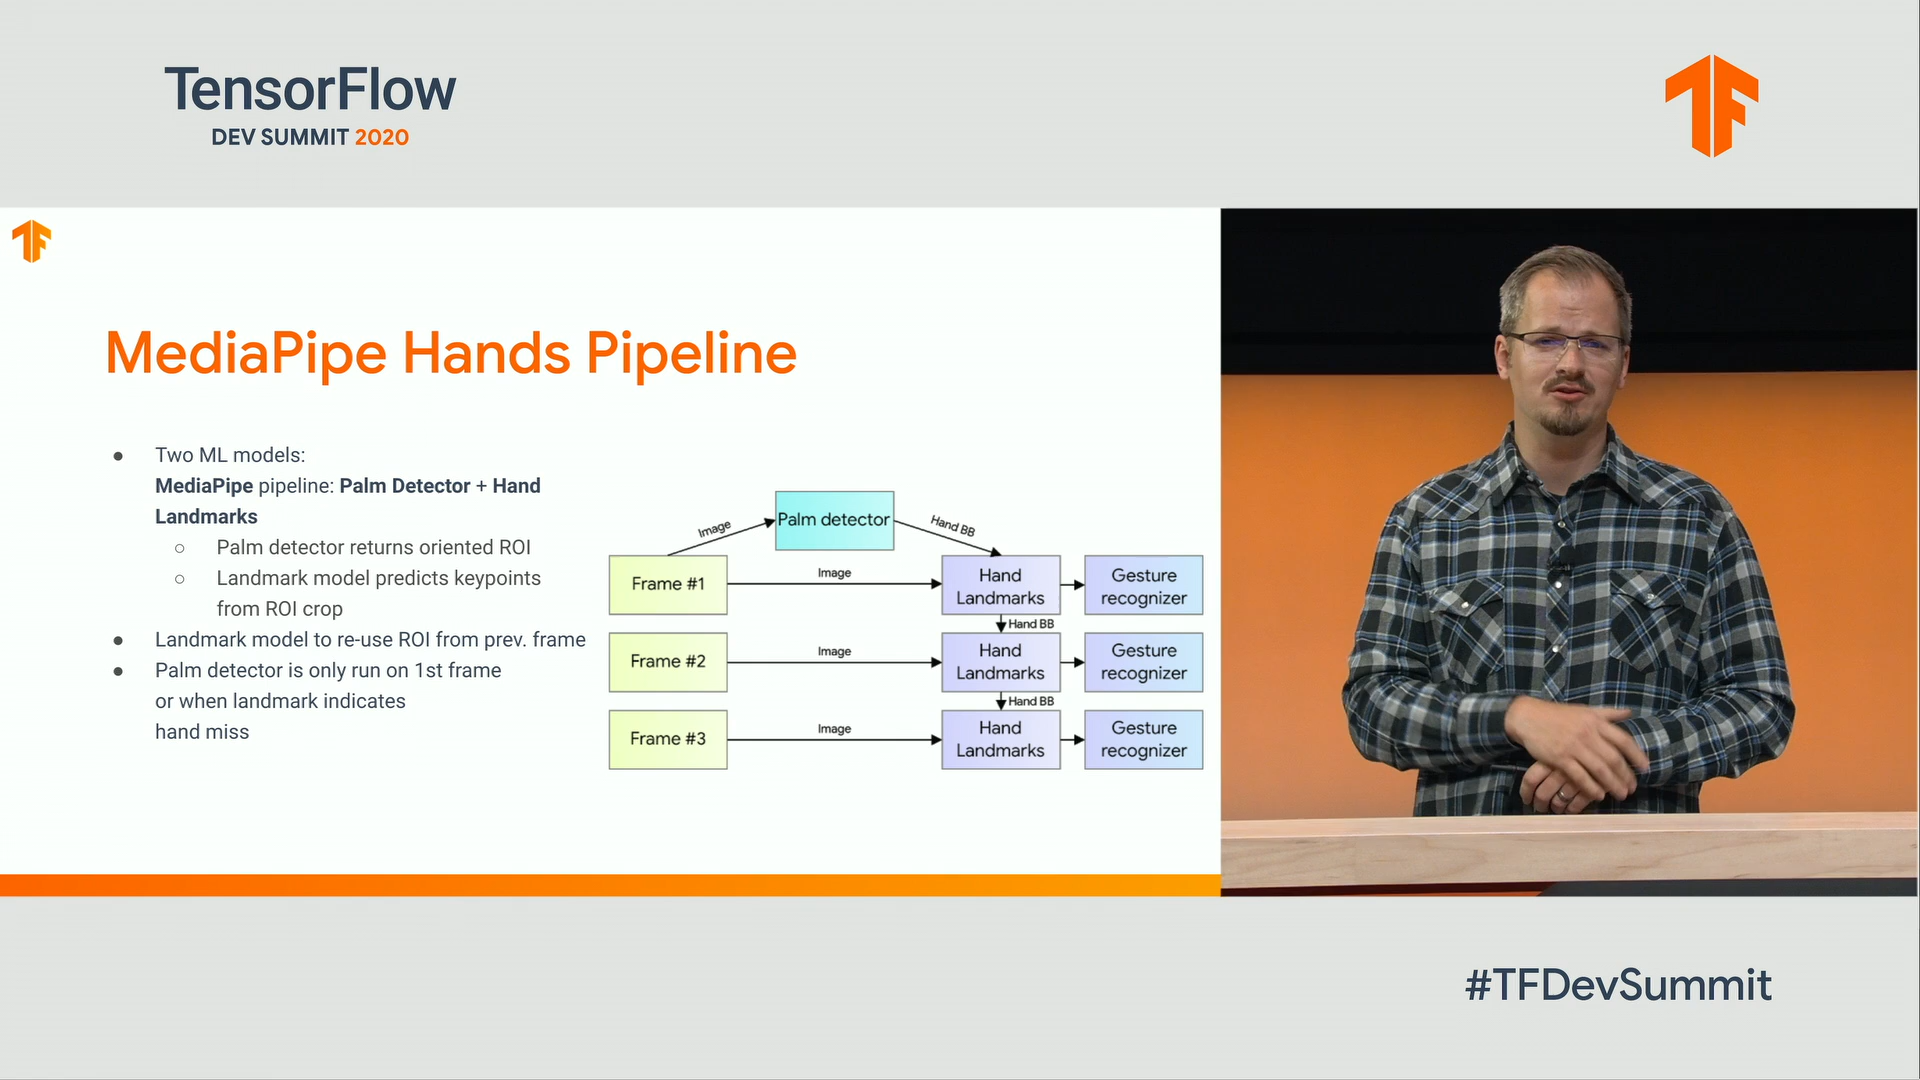 TensorFlow
DEV SUMMIT 2020
MediaPipe Hands Pipeline
● Two ML models:
MediaPipe pipeline: Palm Detector + Hand
Landmarks
○ Palm detector returns oriented ROI
○ Landmark model predicts keypoints
from ROI crop
● Landmark model to re-use ROI from prev. frame
● Palm detector is only run on 1st frame
or when landmark indicates
hand miss
Image
Palm detector
Hand BB
Frame #1
Image
Hand
Landmarks
Gesture
recognizer
Hand BB
Frame #2
Image
Hand
Landmarks
Gesture
recognizer
Hand BB
Frame #3
Image
Hand
Landmarks
Gesture
recognizer
#TFDevSummit